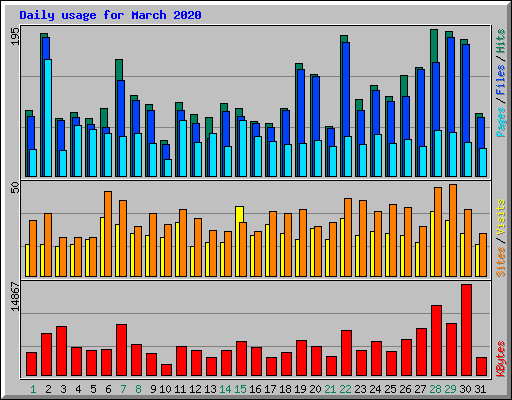 Daily usage for March 2020
195
Pages / Files / Hits
50
Sites / Visits
14867
KBytes
1 2 3 4 5 6 7 8 9 10 11 12 13 14 15 16 17 18 19 20 21 22 23 24 25 26 27 28 29 30 31